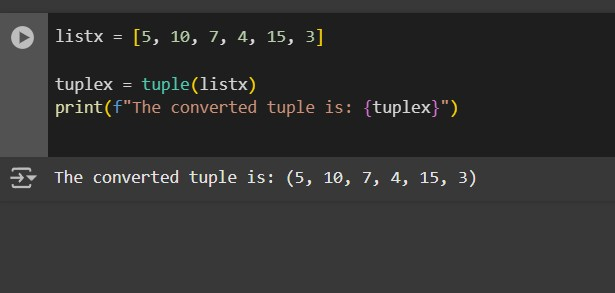 listx = [5, 10, 7, 4, 15, 3]
tuplex = tuple(listx)
print(f"The converted tuple is: {tuplex}")
The converted tuple is: (5, 10, 7, 4, 15, 3)